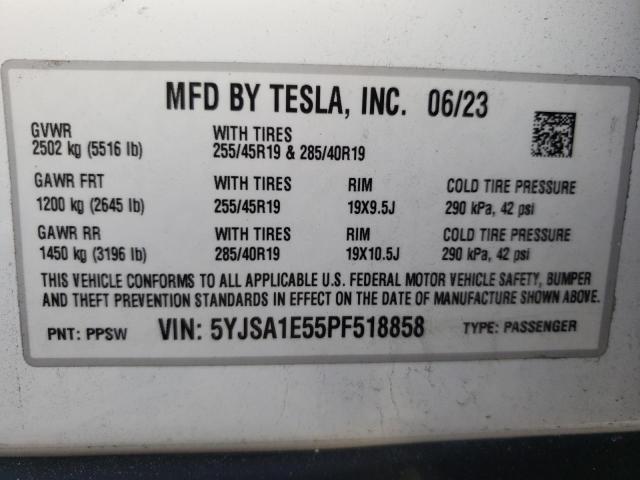 MFD BY TESLA, INC. 06/23
GVWR WITH TIRES
2502 kg (5516 lb) 255/45R19 & 285/40R19
GAWR FRT WITH TIRES RIM COLD TIRE PRESSURE
1200 kg (2645 lb) 255/45R19 19X9.5J 290 kPa, 42 psi
GAWR RR WITH TIRES RIM COLD TIRE PRESSURE
1450 kg (3196 lb) 285/40R19 19X10.5J 290 kPa, 42 psi
THIS VEHICLE CONFORMS TO ALL APPLICABLE U.S. FEDERAL MOTOR VEHICLE SAFETY, BUMPER
AND THEFT PREVENTION STANDARDS IN EFFECT ON THE DATE OF MANUFACTURE SHOWN ABOVE.
PNT: PPSW VIN: 5YJSA1E55PF518858 TYPE: PASSENGER